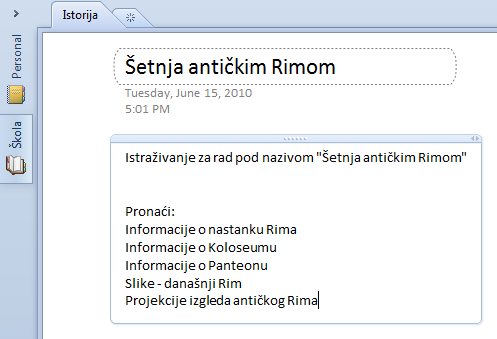 Istorija
Personal
Škola
Šetnja antičkim Rimom
Tuesday, June 15, 2010
5:01 PM
Istraživanje za rad pod nazivom "Šetnja antičkim Rimom"
Pronaći:
Informacije o nastanku Rima
Informacije o Koloseumu
Informacije o Panteonu
Slike - današnji Rim
Projekcije izgleda antičkog Rima